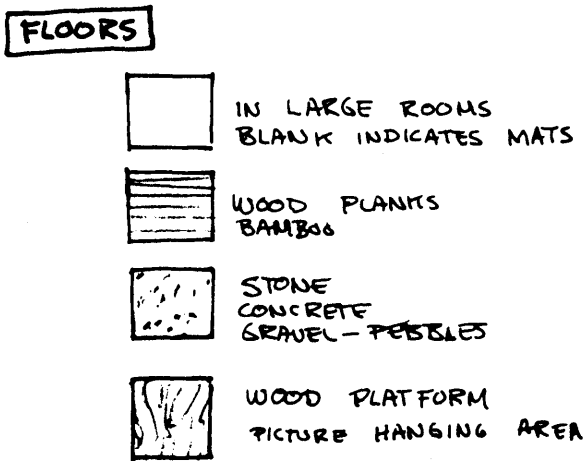 FLOORS
IN LARGE ROOMS
BLANK INDICATES MATS
WOOD PLANKS
BAMBOO
STONE
CONCRETE
GRAVEL-PEBBLES
WOOD PLATFORM
PICTURE HANGING AREA